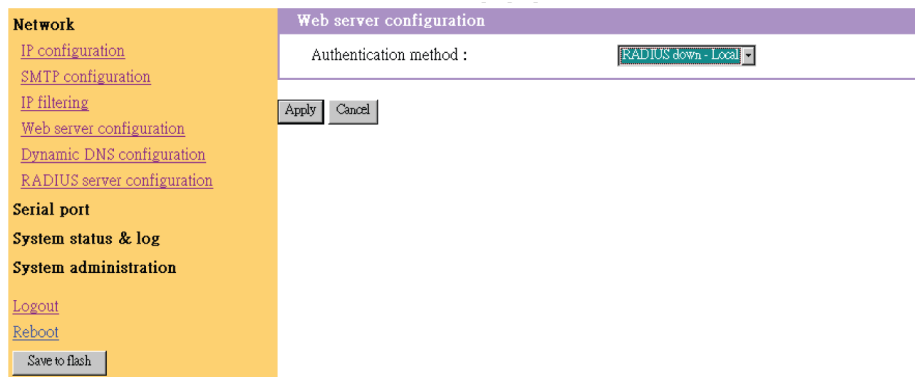 Network
IP configuration
SMTP configuration
IP filtering
Web server configuration
Dynamic DNS configuration
RADIUS server configuration
Serial port
System status & log
System administration
Logout
Reboot
Save to flash
Web server configuration
Authentication method :
RADIUS down - Local
Apply
Cancel